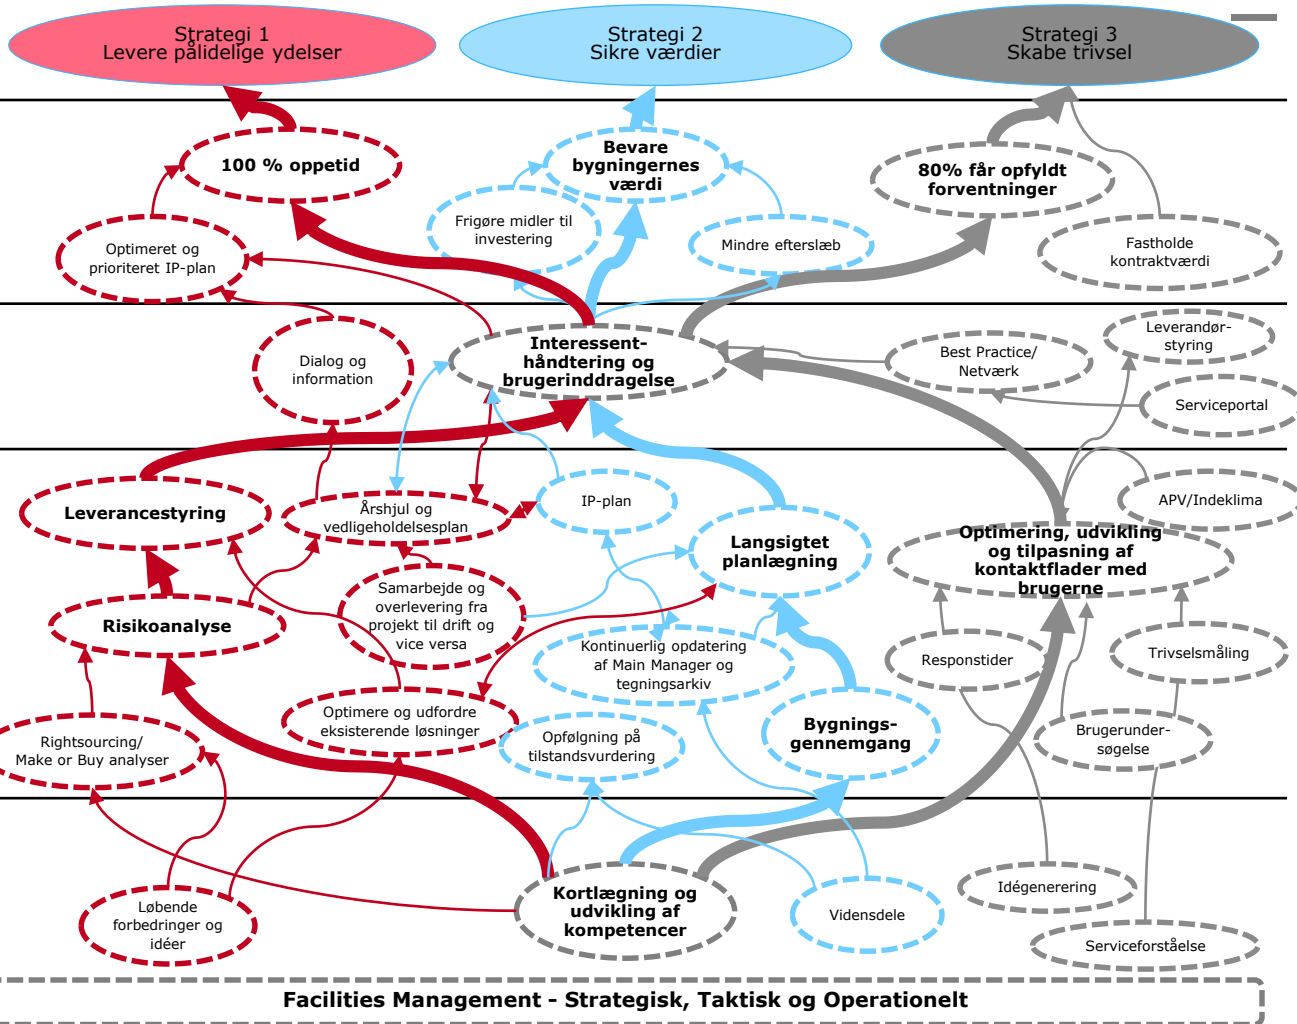 Strategi 1
Levere pålidelige ydelser
Strategi 2
Sikre værdier
Strategi 3
Skabe trivsel
100 % oppetid
Bevare
bygningernes
værdi
80% får opfyldt
forventninger
Optimeret og
prioriteret IP-plan
Frigøre midler til
investering
Mindre efterslæb
Fastholde
kontraktværdi
Dialog og
information
Interessent-
håndtering og
brugerinddragelse
Best Practice/
Netværk
Leverandør-
styring
Serviceportal
Leverancestyring
Årshjul og
vedligeholdelsesplan
IP-plan
Langsigtet
planlægning
APV/Indeklima
Optimering, udvikling
og tilpasning af
kontaktflader med
brugerne
Risikoanalyse
Samarbejde og
overlevering fra
projekt til drift og
vice versa
Kontinuerlig opdatering
af Main Manager og
tegningsarkiv
Responstider
Trivselsmåling
Rightsourcing/
Make or Buy analyser
Optimere og udfordre
eksisterende løsninger
Opfølgning på
tilstandsvurdering
Bygnings-
gennemgang
Brugerunder-
søgelse
Løbende
forbedringer og
idéer
Kortlægning og
udvikling af
kompetencer
Vidensdele
Idégenerering
Serviceforståelse
Facilities Management - Strategisk, Taktisk og Operationelt